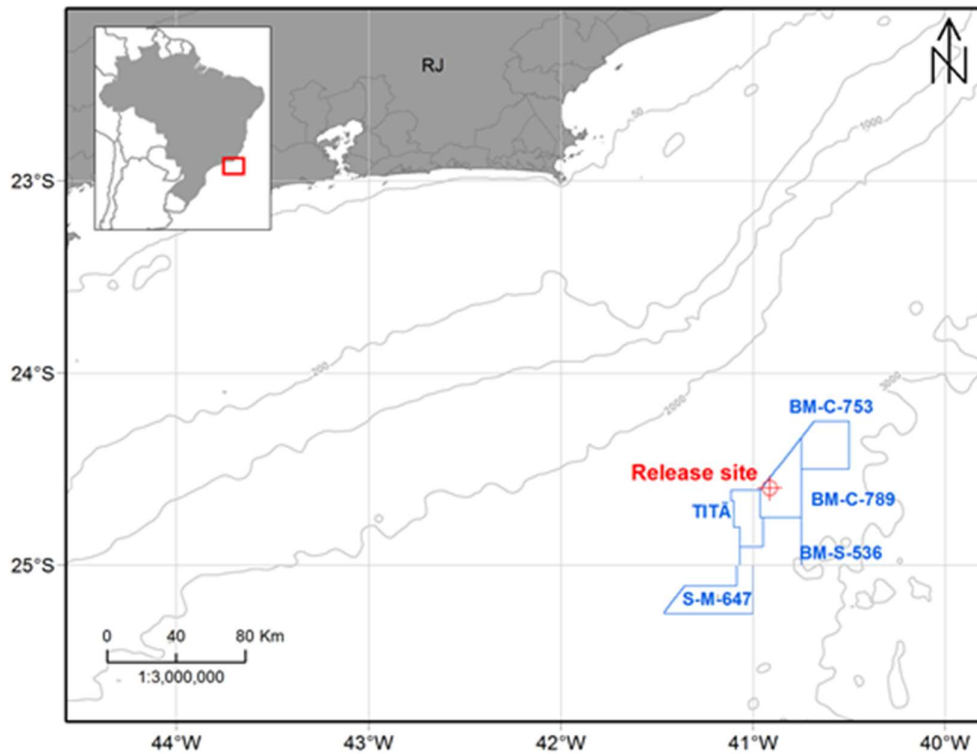 RJ
N
50
1000
23°S
200
24°S
2000
3000
BM-C-753
Release site
BM-C-789
TITÃ
BM-S-536
25°S
S-M-647
0 40 80 Km
1:3,000,000
44°W 43°W 42°W 41°W 40°W